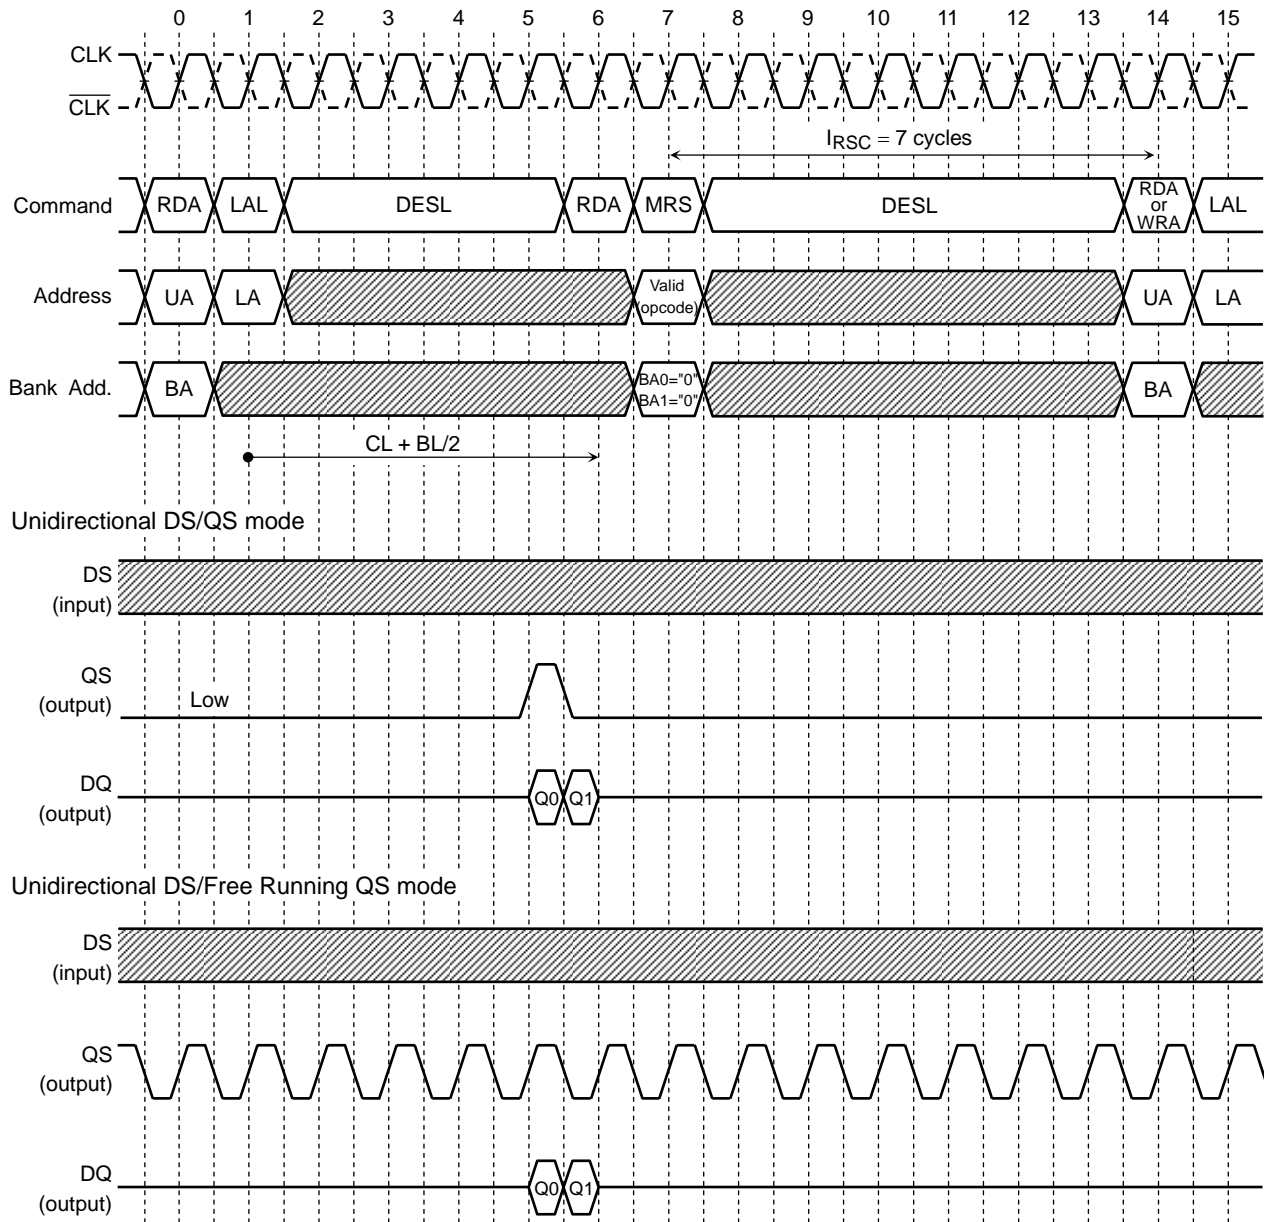 0 1 2 3 4 5 6 7 8 9 10 11 12 13 14 15
CLK
CLK
IRSC = 7 cycles
Command RDA LAL DESL RDA MRS DESL RDA or WRA LAL
Address UA LA Valid (opcode) UA LA
Bank Add. BA BA0="0" BA1="0" BA
CL + BL/2
Unidirectional DS/QS mode
DS
(input)
QS
(output)
Low
DQ
(output)
Q0 Q1
Unidirectional DS/Free Running QS mode
DS
(input)
QS
(output)
DQ
(output)
Q0 Q1